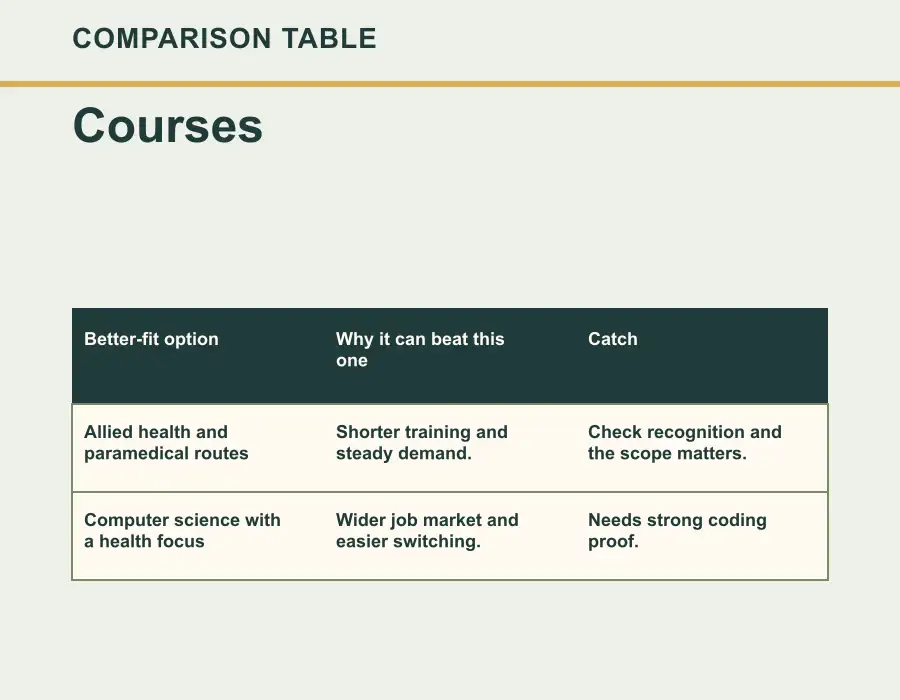 COMPARISON TABLE
Courses
Better-fit option
Why it can beat this
one
Catch
Allied health and
paramedical routes
Shorter training and
steady demand.
Check recognition and
the scope matters.
Computer science with
a health focus
Wider job market and
easier switching.
Needs strong coding
proof.